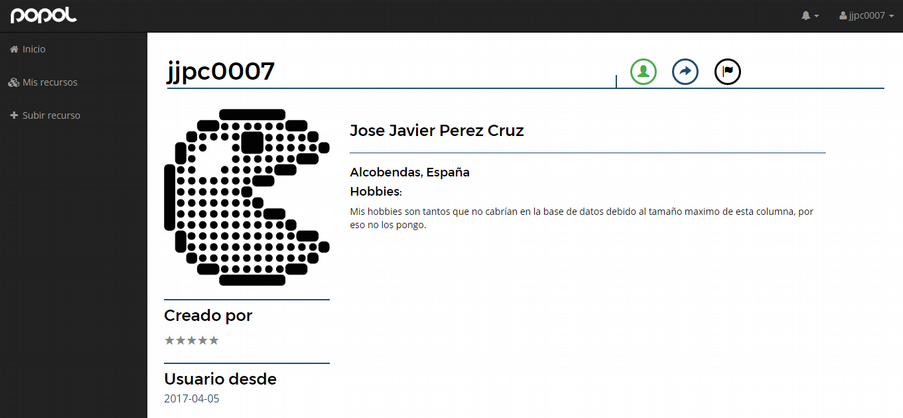 popol
jjpc0007
Inicio
Mis recursos
Subir recurso
jjpc0007
Jose Javier Perez Cruz
Alcobendas, España
Hobbies:
Mis hobbies son tantos que no cabrían en la base de datos debido al tamaño maximo de esta columna, por
eso no los pongo.
Creado por
Usuario desde
2017-04-05